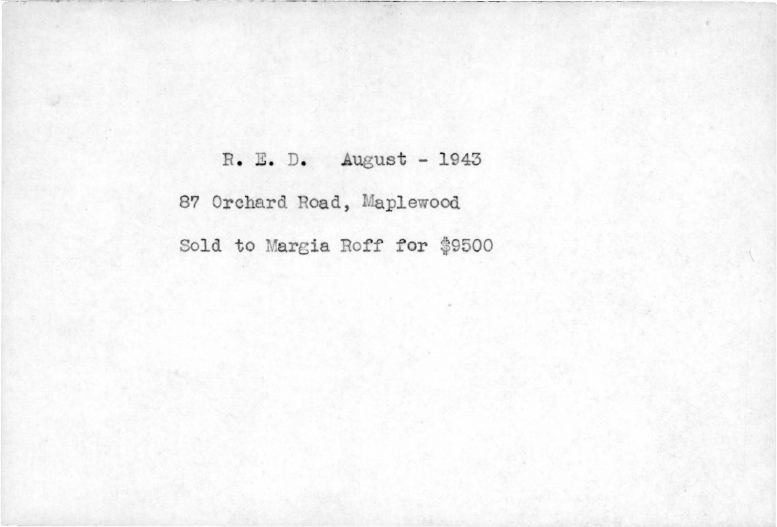 R. E. D. August - 1943
87 Orchard Road, Maplewood
Sold to Margia Roff for $9500